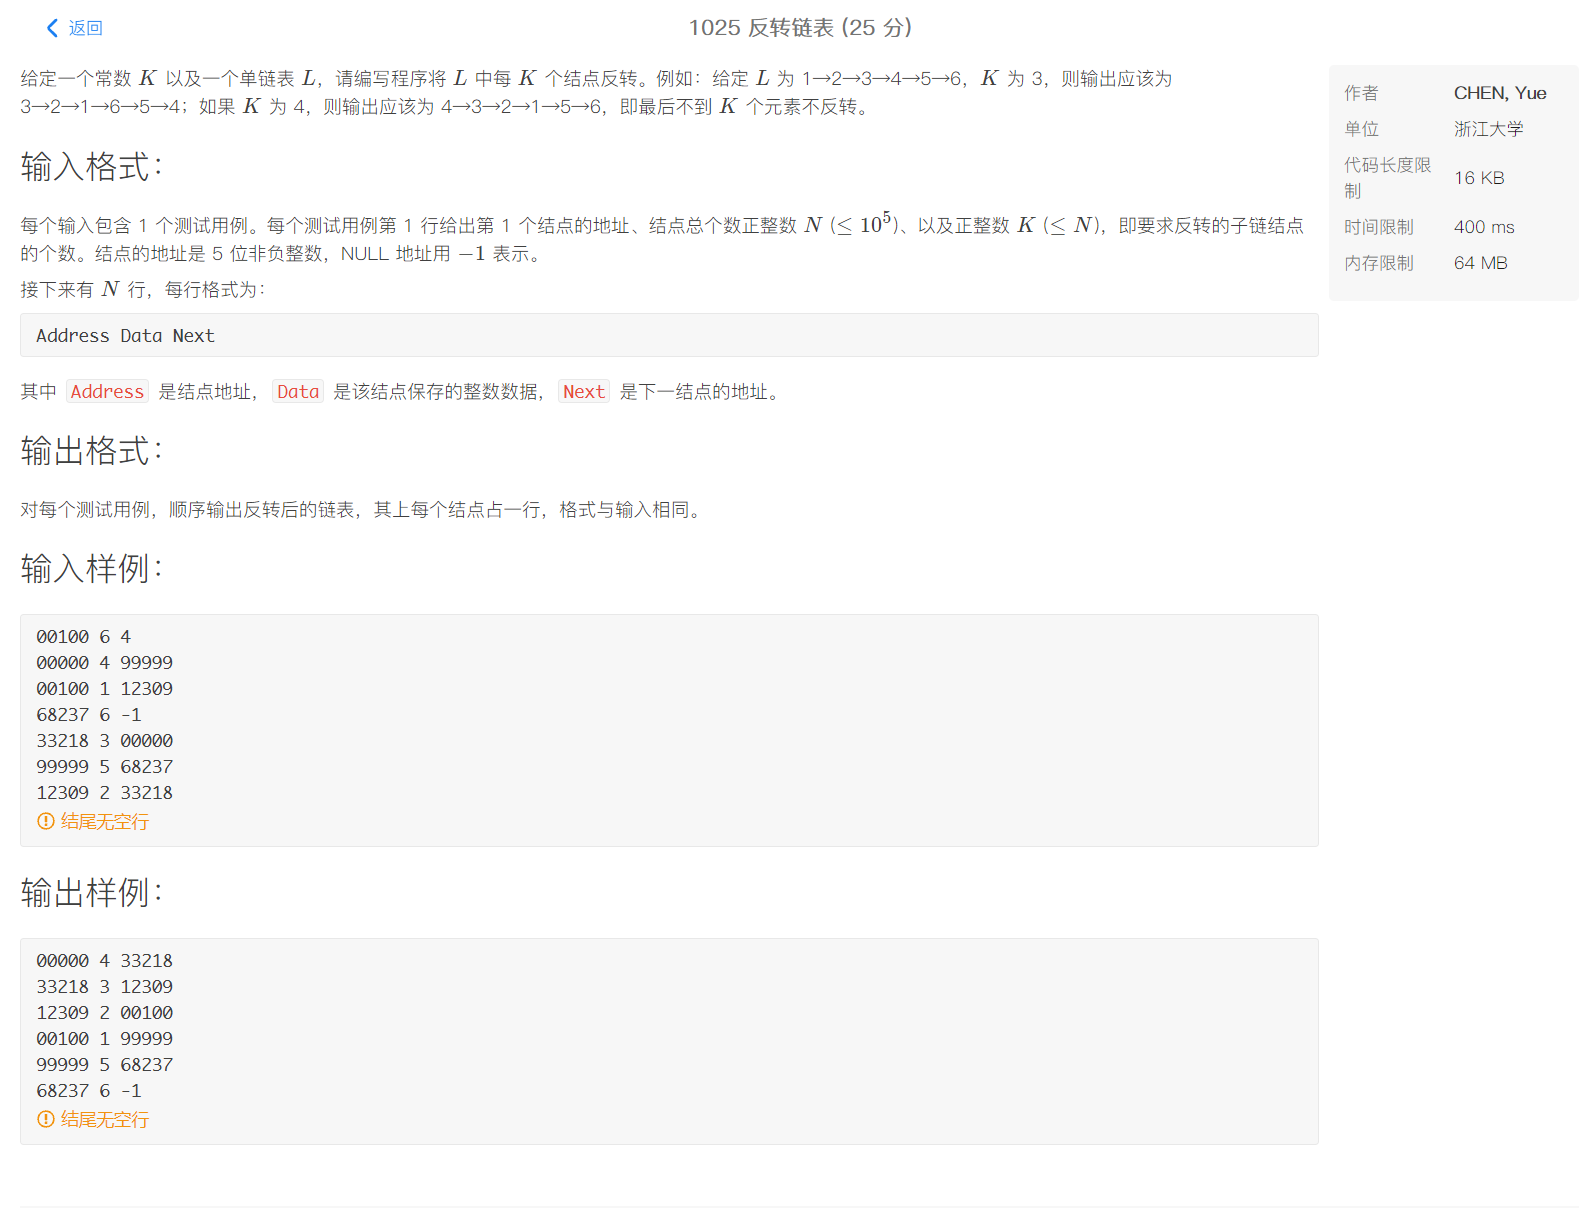 返回
1025 反转链表 (25 分)
给定一个常数 K 以及一个单链表 L，请编写程序将 L 中每 K 个结点反转。例如：给定 L 为 1→2→3→4→5→6，K 为 3，则输出应该为
3→2→1→6→5→4；如果 K 为 4，则输出应该为 4→3→2→1→5→6，即最后不到 K 个元素不反转。
输入格式：
每个输入包含 1 个测试用例。每个测试用例第 1 行给出第 1 个结点的地址、结点总个数正整数 N (≤ 10^5)、以及正整数 K (≤ N)，即要求反转的子链结点
的个数。结点的地址是 5 位非负整数，NULL 地址用 −1 表示。
接下来有 N 行，每行格式为：
Address Data Next
其中 Address 是结点地址， Data 是该结点保存的整数数据， Next 是下一结点的地址。
输出格式：
对每个测试用例，顺序输出反转后的链表，其上每个结点占一行，格式与输入相同。
输入样例：
00100 6 4
00000 4 99999
00100 1 12309
68237 6 -1
33218 3 00000
99999 5 68237
12309 2 33218
结尾无空行
输出样例：
00000 4 33218
33218 3 12309
12309 2 00100
00100 1 99999
99999 5 68237
68237 6 -1
结尾无空行
作者 CHEN, Yue
单位 浙江大学
代码长度限
制 16 KB
时间限制 400 ms
内存限制 64 MB